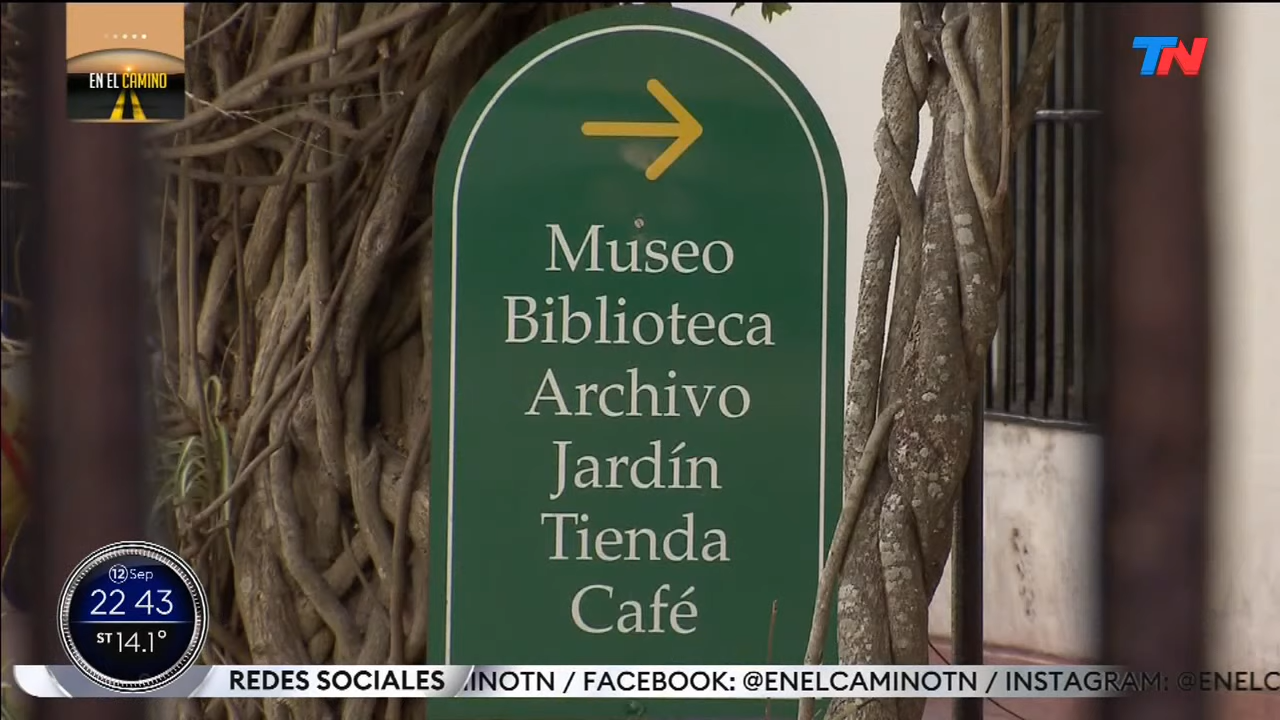 EN EL CAMINO
TN
Museo
Biblioteca
Archivo
Jardín
Tienda
Café
12 Sep
22 43
ST 14.1°
REDES SOCIALES
INOTN / FACEBOOK: @ENELCAMINOTN / INSTAGRAM: @ENELC